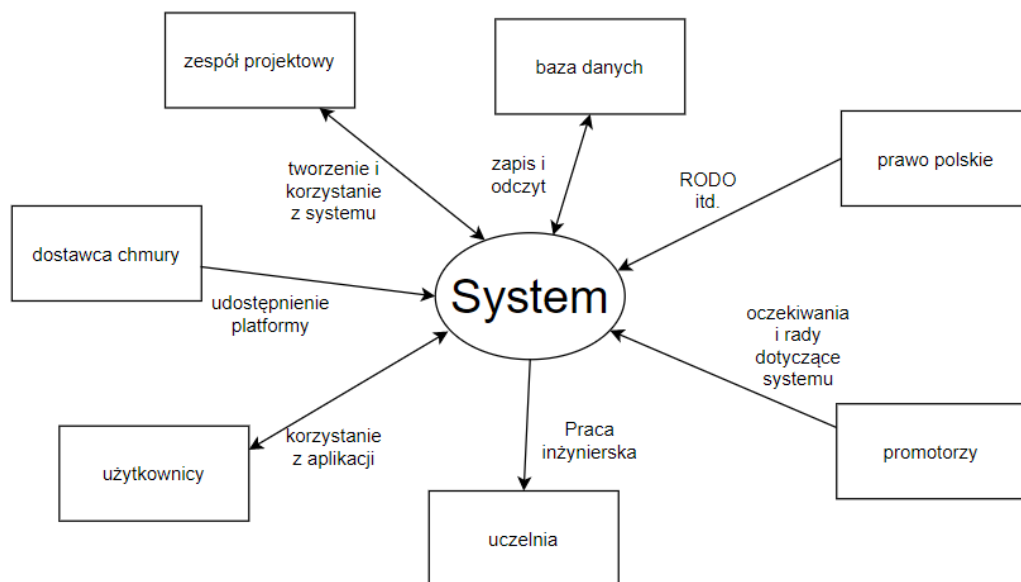 zespół projektowy
baza danych
prawo polskie
tworzenie i
korzystanie
z systemu
zapis i
odczyt
RODO
itd.
dostawca chmury
udostępnienie
platformy
System
oczekiwania
i rady
dotyczące
systemu
użytkownicy
korzystanie
z aplikacji
Praca
inżynierska
promotorzy
uczelnia